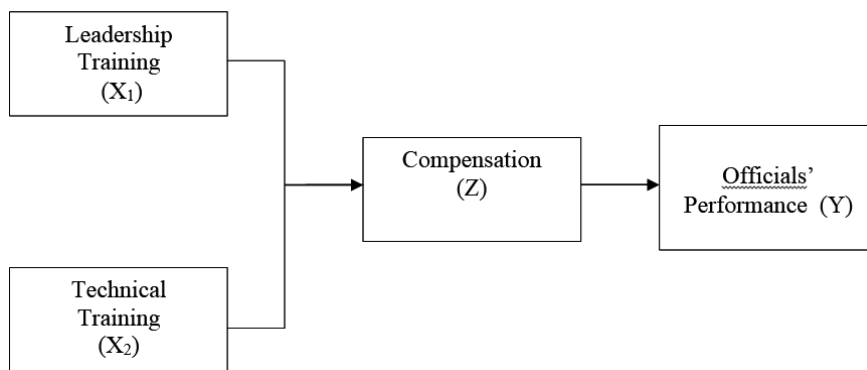 Leadership
Training
(X₁)
Technical
Training
(X₂)
Compensation
(Z)
Officials’
Performance (Y)